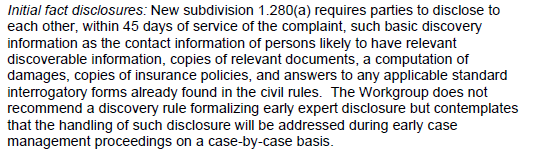 Initial fact disclosures: New subdivision 1.280(a) requires parties to disclose to
each other, within 45 days of service of the complaint, such basic discovery
information as the contact information of persons likely to have relevant
discoverable information, copies of relevant documents, a computation of
damages, copies of insurance policies, and answers to any applicable standard
interrogatory forms already found in the civil rules.  The Workgroup does not
recommend a discovery rule formalizing early expert disclosure but contemplates
that the handling of such disclosure will be addressed during early case
management proceedings on a case-by-case basis.